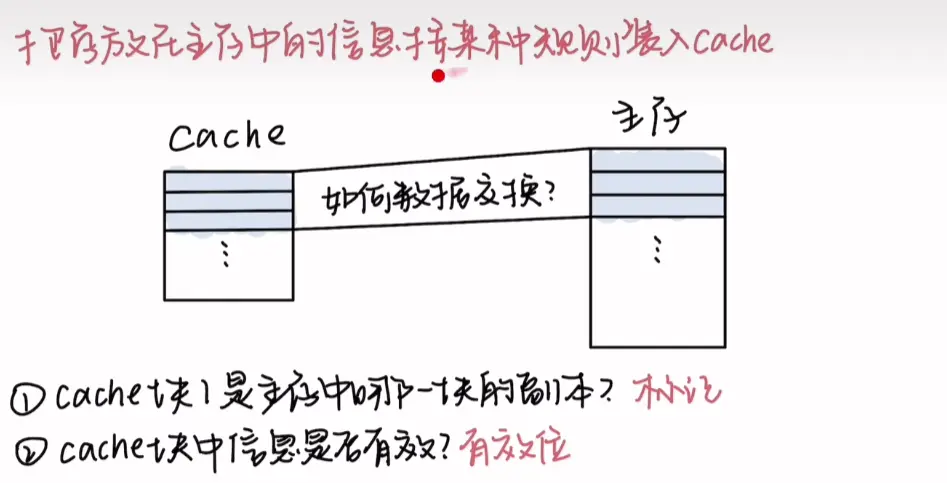 把存放在主存中的信息按某种规则装入Cache
Cache
主存
如何数据交换?
⋮
⋮
①Cache块1是主存中哪一块的副本? 标记
②Cache块中信息是否有效? 有效位